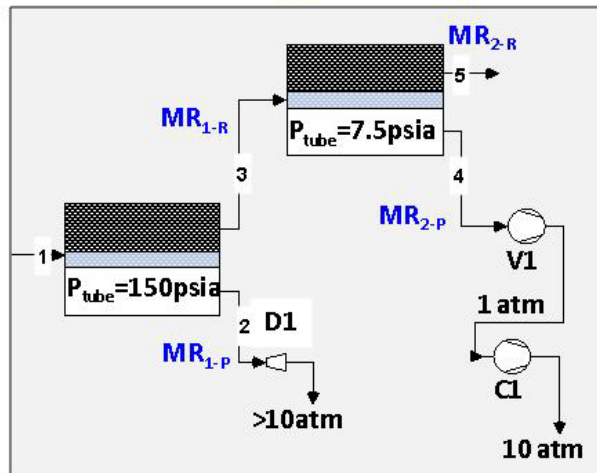 MR2-R
5
MR1-R
Ptube=7.5psia
3
4
MR2-P
1
V1
Ptube=150psia
1 atm
2 D1
MR1-P
C1
>10atm
10 atm